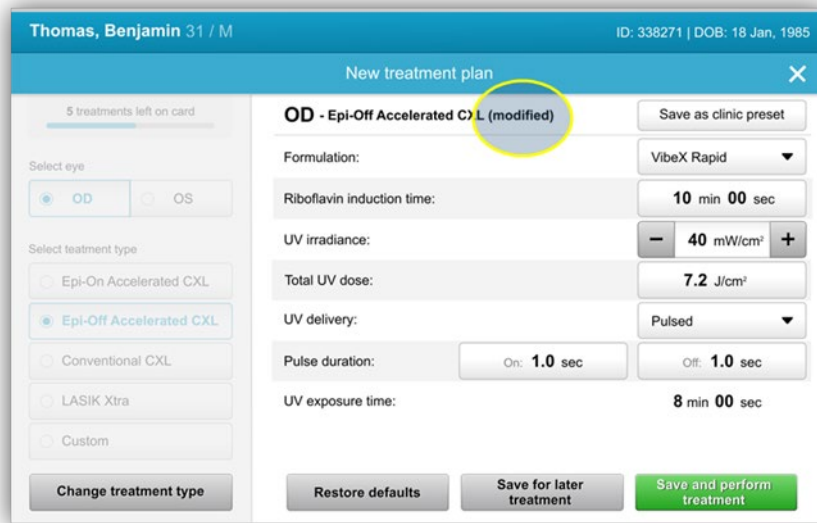 Thomas, Benjamin 31 / M
ID: 338271 | DOB: 18 Jan, 1985
New treatment plan
5 treatments left on card
Select eye
OD
OS
Select teatment type
Epi-On Accelerated CXL
Epi-Off Accelerated CXL
Conventional CXL
LASIK Xtra
Custom
Change treatment type
OD - Epi-Off Accelerated CXL (modified)
Save as clinic preset
Formulation:
VibeX Rapid
Riboflavin induction time:
10 min 00 sec
UV irradiance:
− 40 mW/cm² +
Total UV dose:
7.2 J/cm²
UV delivery:
Pulsed
Pulse duration:
On: 1.0 sec
Off: 1.0 sec
UV exposure time:
8 min 00 sec
Restore defaults
Save for later
treatment
Save and perform
treatment